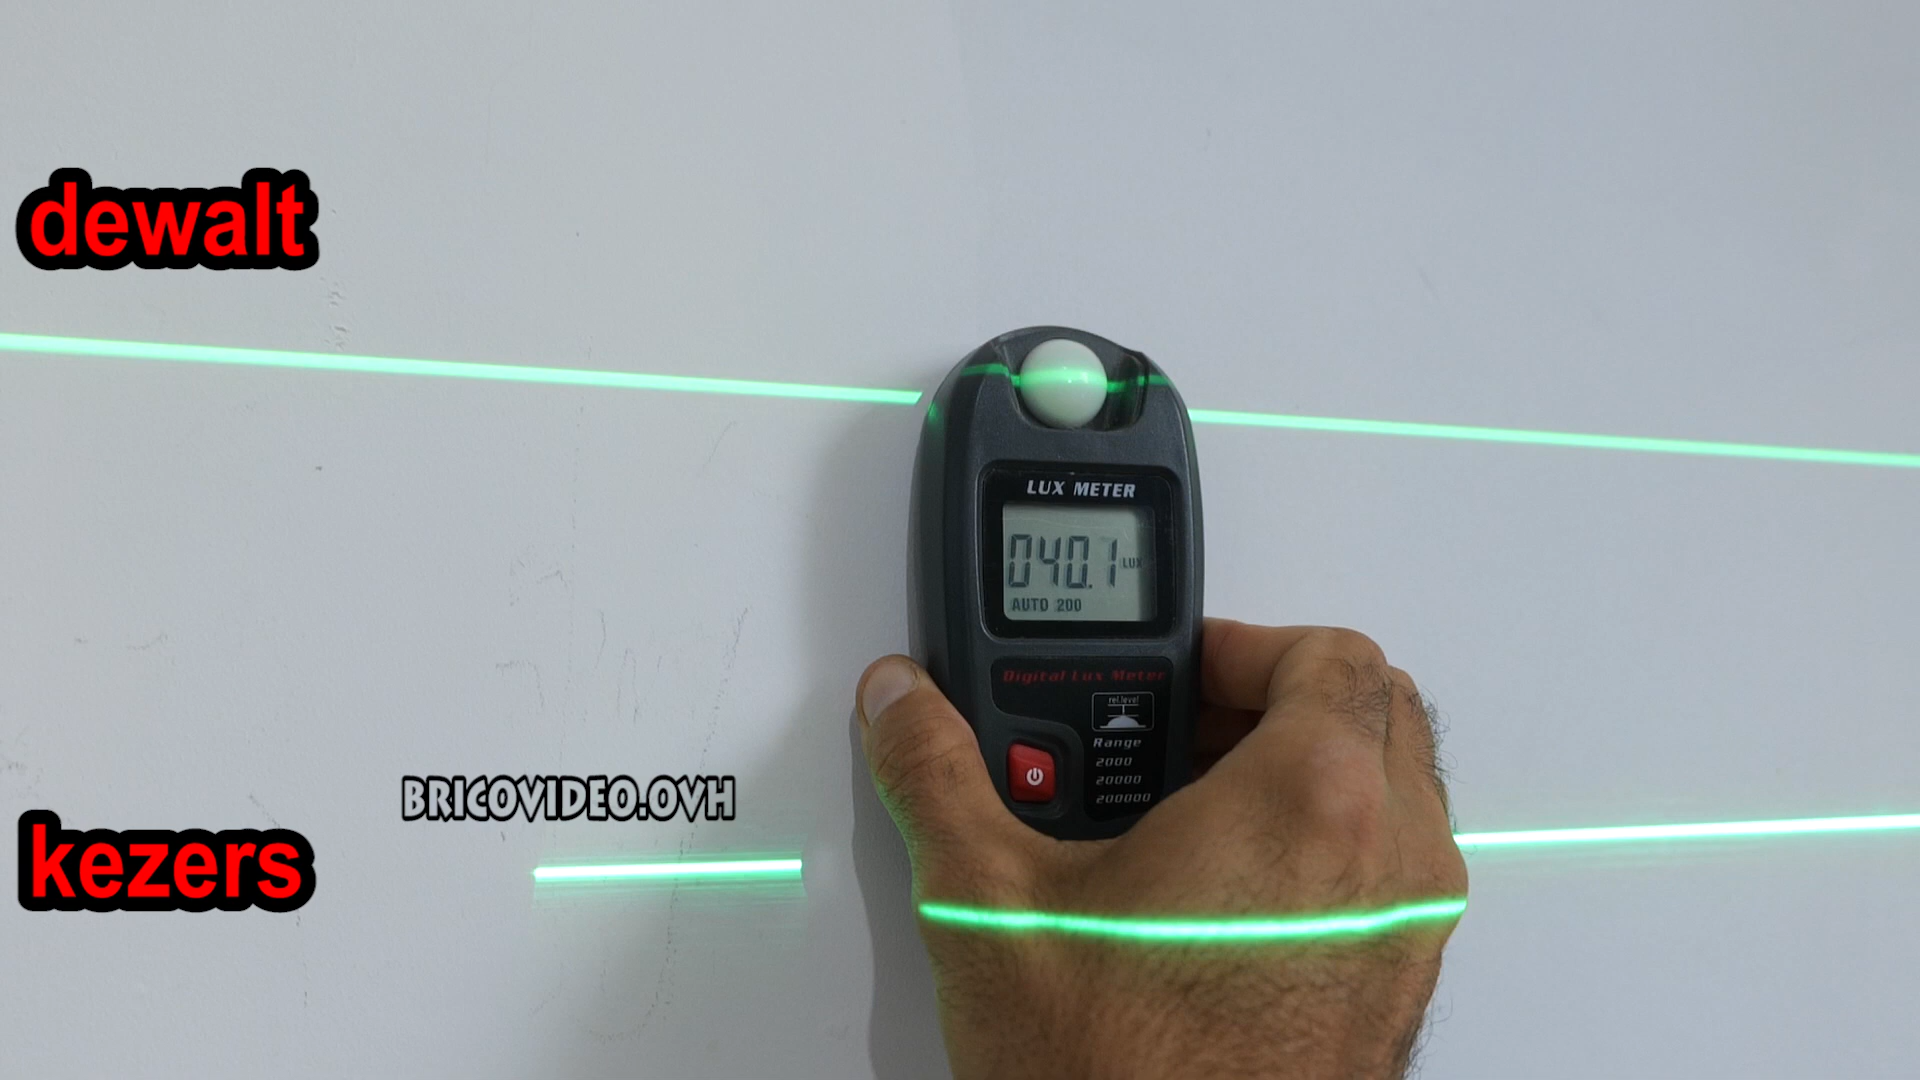 dewalt
LUX METER
040.1 LUX
AUTO 200
Digital Lux Meter
rel.level
Range
2000
20000
200000
BRICOVIDEO.OVH
kezers